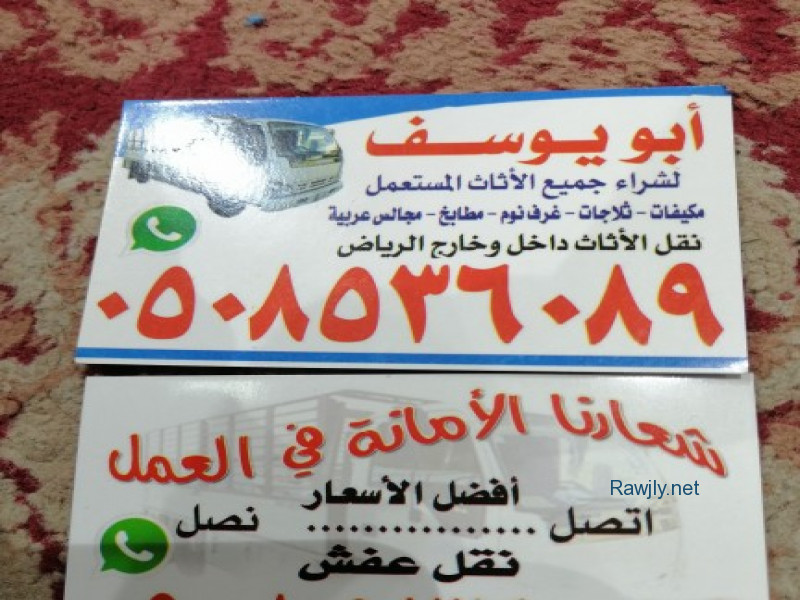 أبو يوسف
لشراء جميع الأثاث المستعمل
مكيفات - ثلاجات - غرف نوم - مطابخ - مجالس عربية
نقل الأثاث داخل وخارج الرياض
٠٥٠٨٥٣٦٠٨٩
شعارنا الأمانة في العمل
أفضل الأسعار
اتصل ................ نصل
نقل عفش
Rawjly.net